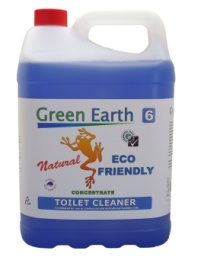 Green Earth 6
Natural
ECO
FRIENDLY
CONCENTRATE
TOILET CLEANER